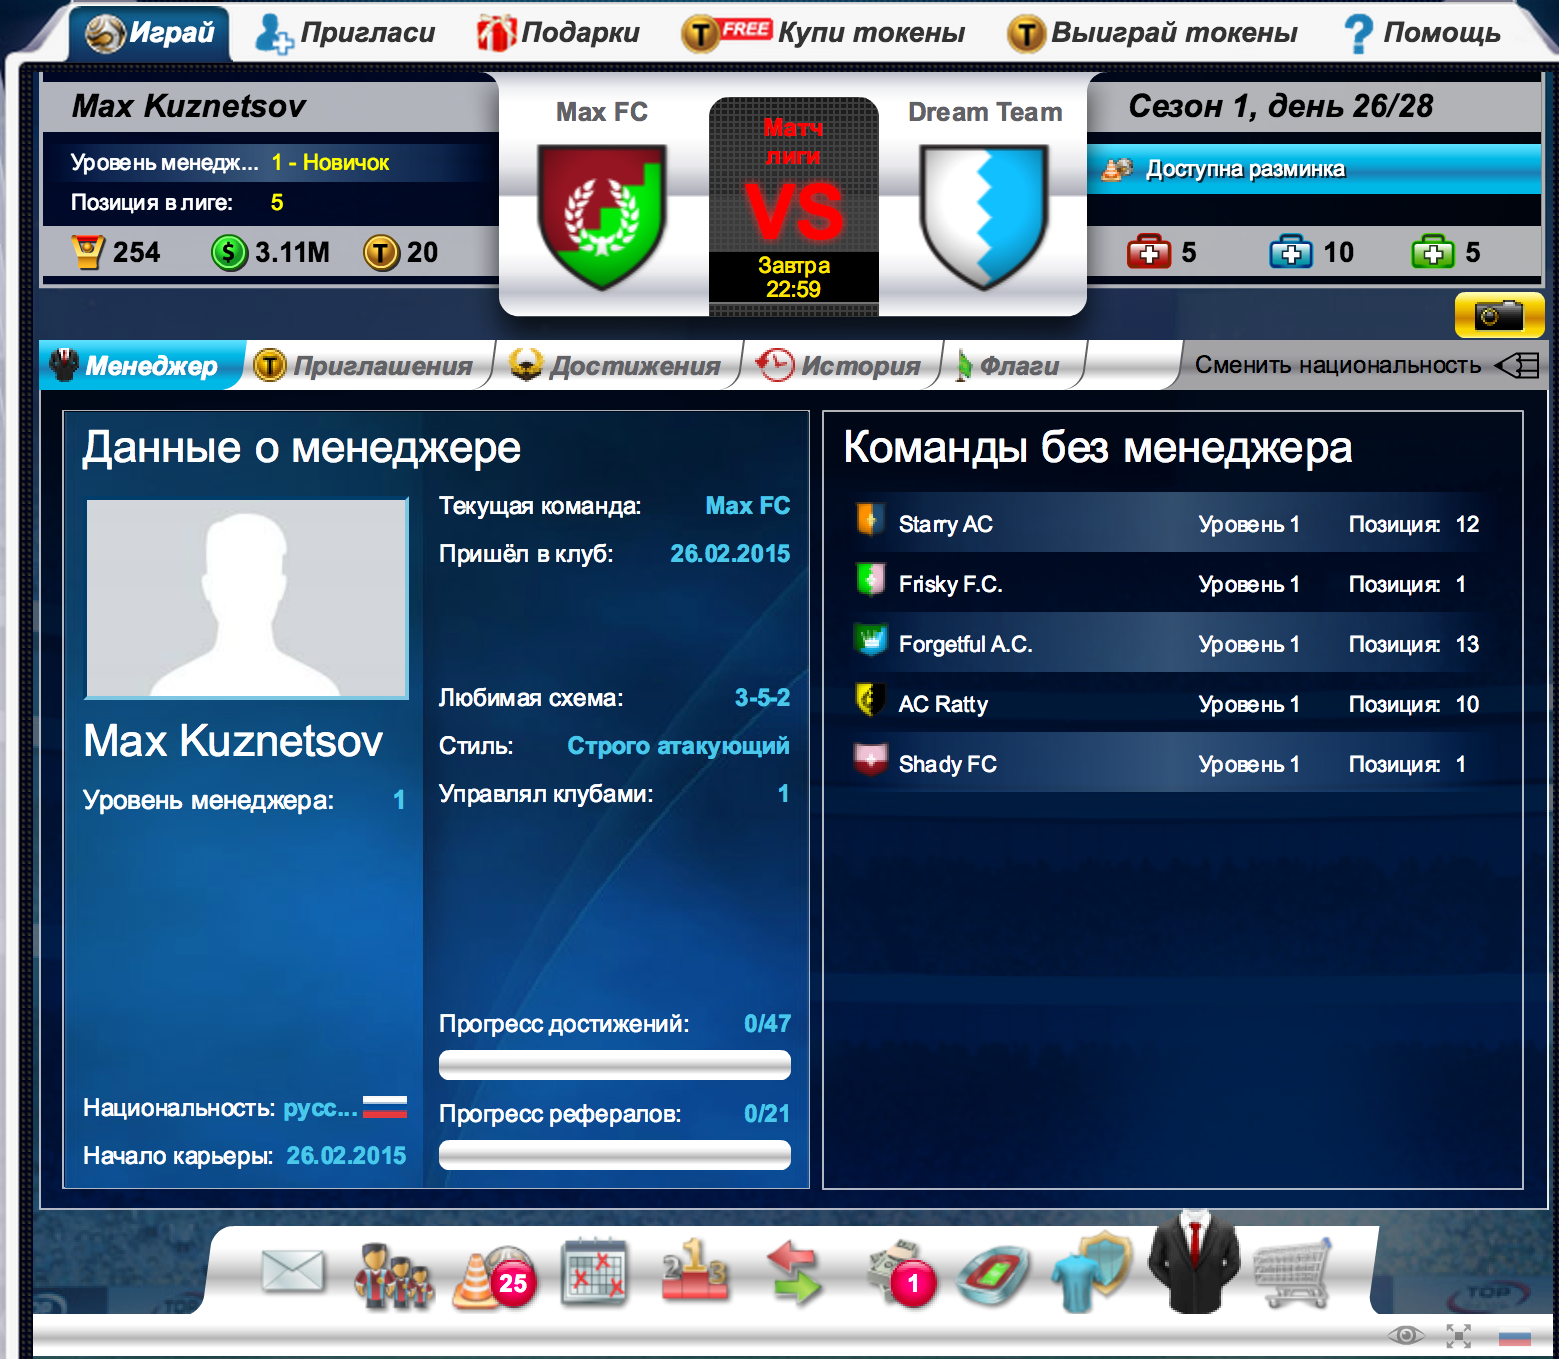 Играй Пригласи Подарки T FREE Купи токены T Выиграй токены ? Помощь
Max Kuznetsov
Уровень менедж... 1 - Новичок
Позиция в лиге: 5
254 $ 3.11M T 20
Max FC
Матч
лиги
VS
Завтра
22:59
Dream Team
Сезон 1, день 26/28
Доступна разминка
5 10 5
Менеджер T Приглашения Достижения История Флаги Сменить национальность
Данные о менеджере
Max Kuznetsov
Уровень менеджера: 1
Национальность: русс...
Начало карьеры: 26.02.2015
Текущая команда: Max FC
Пришёл в клуб: 26.02.2015
Любимая схема: 3-5-2
Стиль: Строго атакующий
Управлял клубами: 1
Прогресс достижений: 0/47
Прогресс рефералов: 0/21
Команды без менеджера
Starry AC Уровень 1 Позиция: 12
Frisky F.C. Уровень 1 Позиция: 1
Forgetful A.C. Уровень 1 Позиция: 13
AC Ratty Уровень 1 Позиция: 10
Shady FC Уровень 1 Позиция: 1
25 2 1 3 1
TOP
TOP